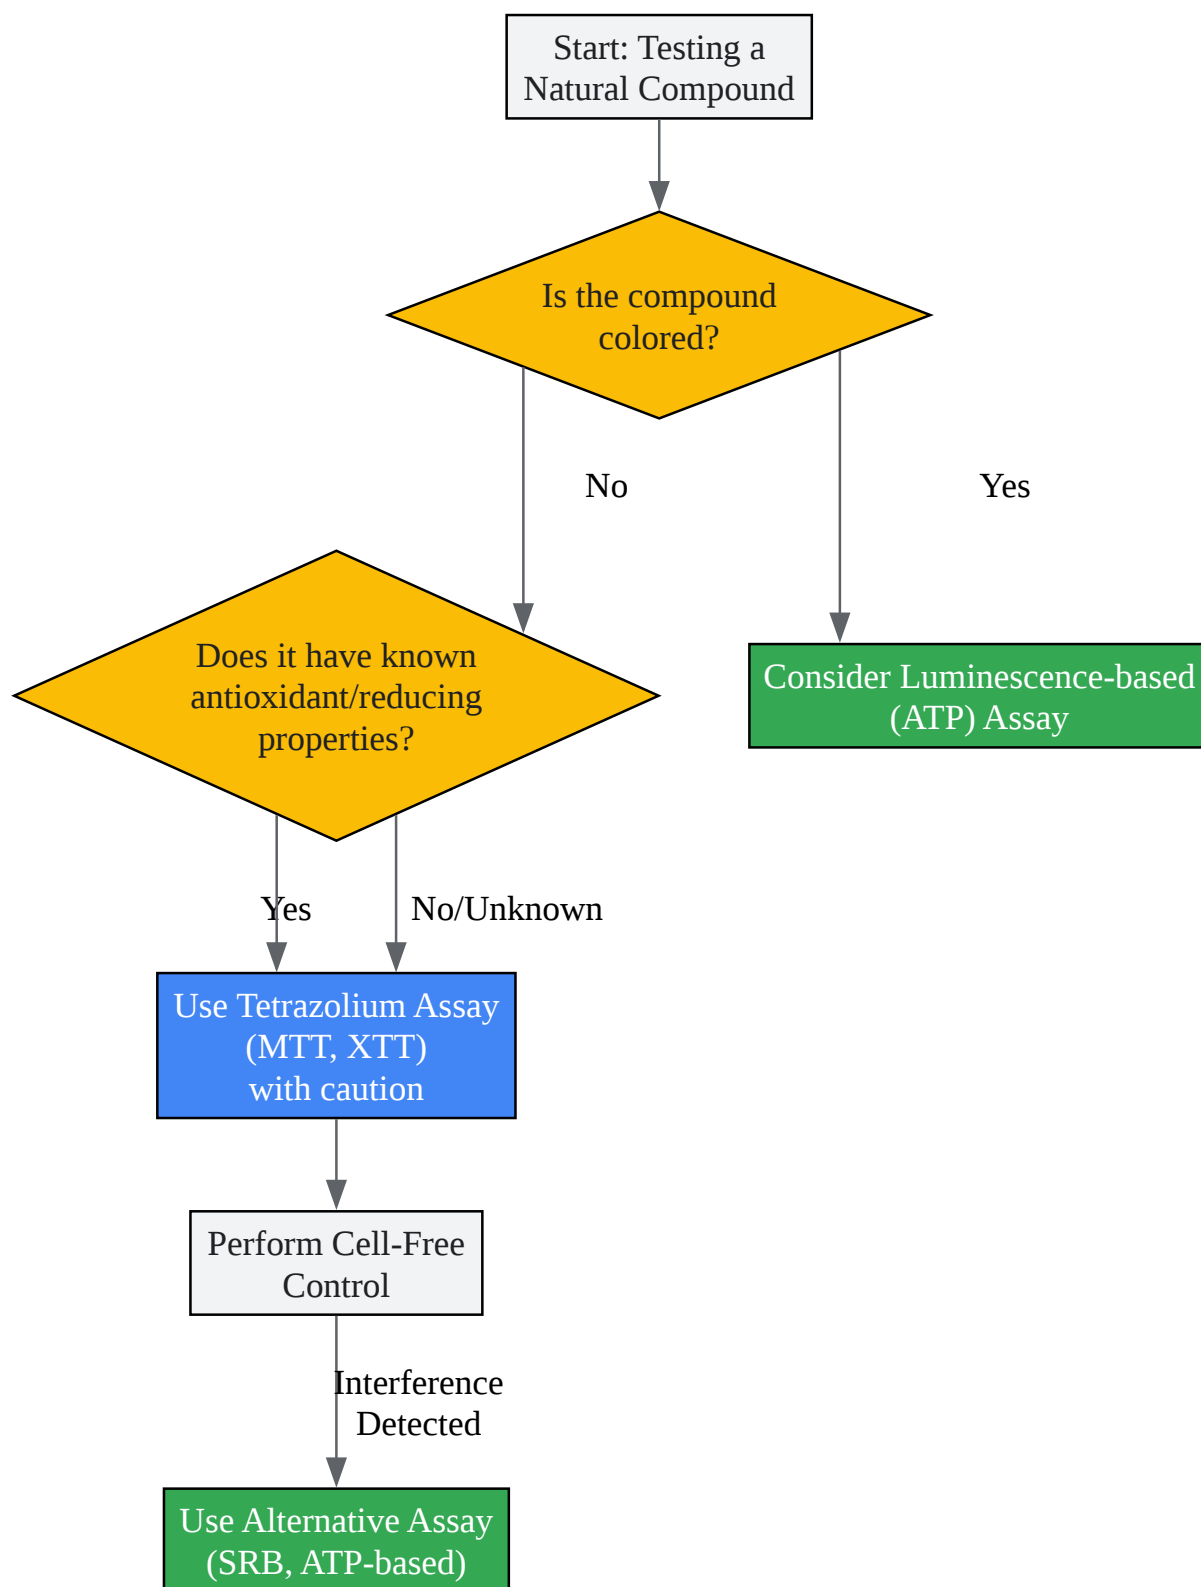 Start: Testing a
Natural Compound
Is the compound
colored?
No
Yes
Does it have known
antioxidant/reducing
properties?
Consider Luminescence-based
(ATP) Assay
Yes
No/Unknown
Use Tetrazolium Assay
(MTT, XTT)
with caution
Perform Cell-Free
Control
Interference
Detected
Use Alternative Assay
(SRB, ATP-based)